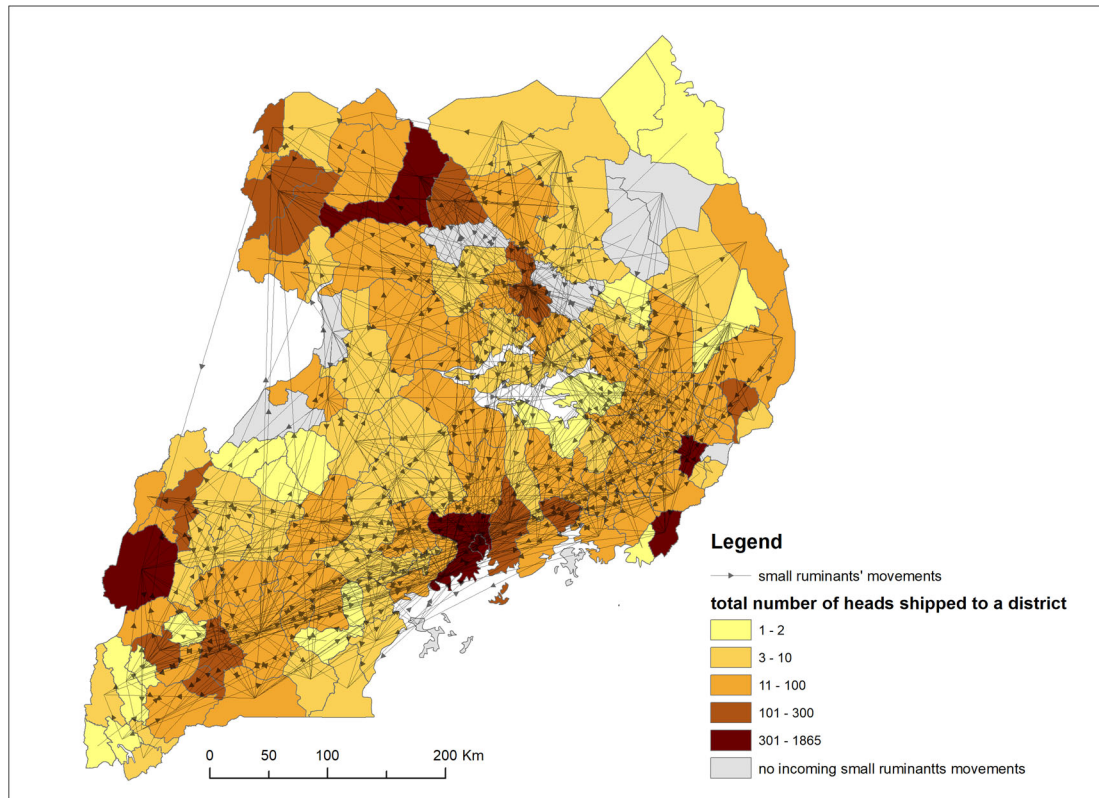 Legend
small ruminants' movements
total number of heads shipped to a district
1 - 2
3 - 10
11 - 100
101 - 300
301 - 1865
no incoming small ruminantts movements
0 50 100 200 Km